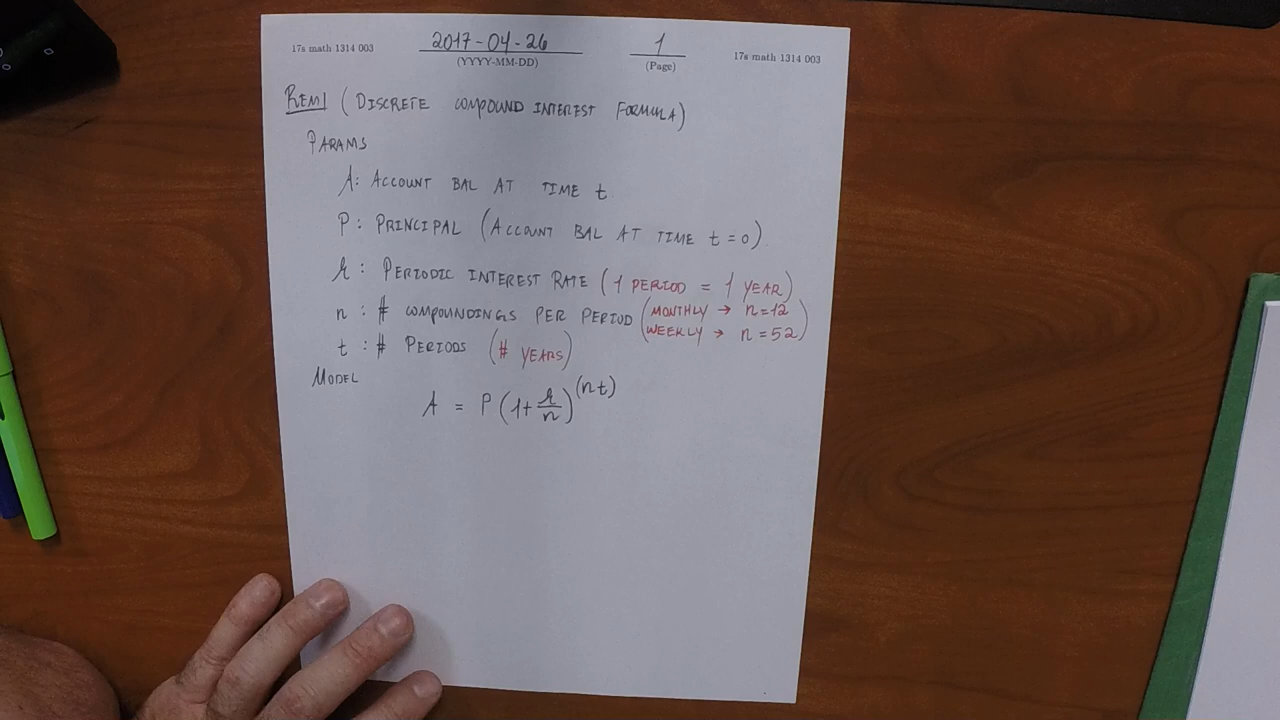 17s math 1314 003 2017-04-26 1 17s math 1314 003
(YYYY-MM-DD) (Page)
REM1 (DISCRETE COMPOUND INTEREST FORMULA)
PARAMS
A: ACCOUNT BAL AT TIME t
P: PRINCIPAL (ACCOUNT BAL AT TIME t=0).
r: PERIODIC INTEREST RATE (1 PERIOD = 1 YEAR)
n: # COMPOUNDINGS PER PERIOD (MONTHLY → n=12
WEEKLY → n=52)
t: # PERIODS (# YEARS)
MODEL
A = P(1+r/n)^(nt)